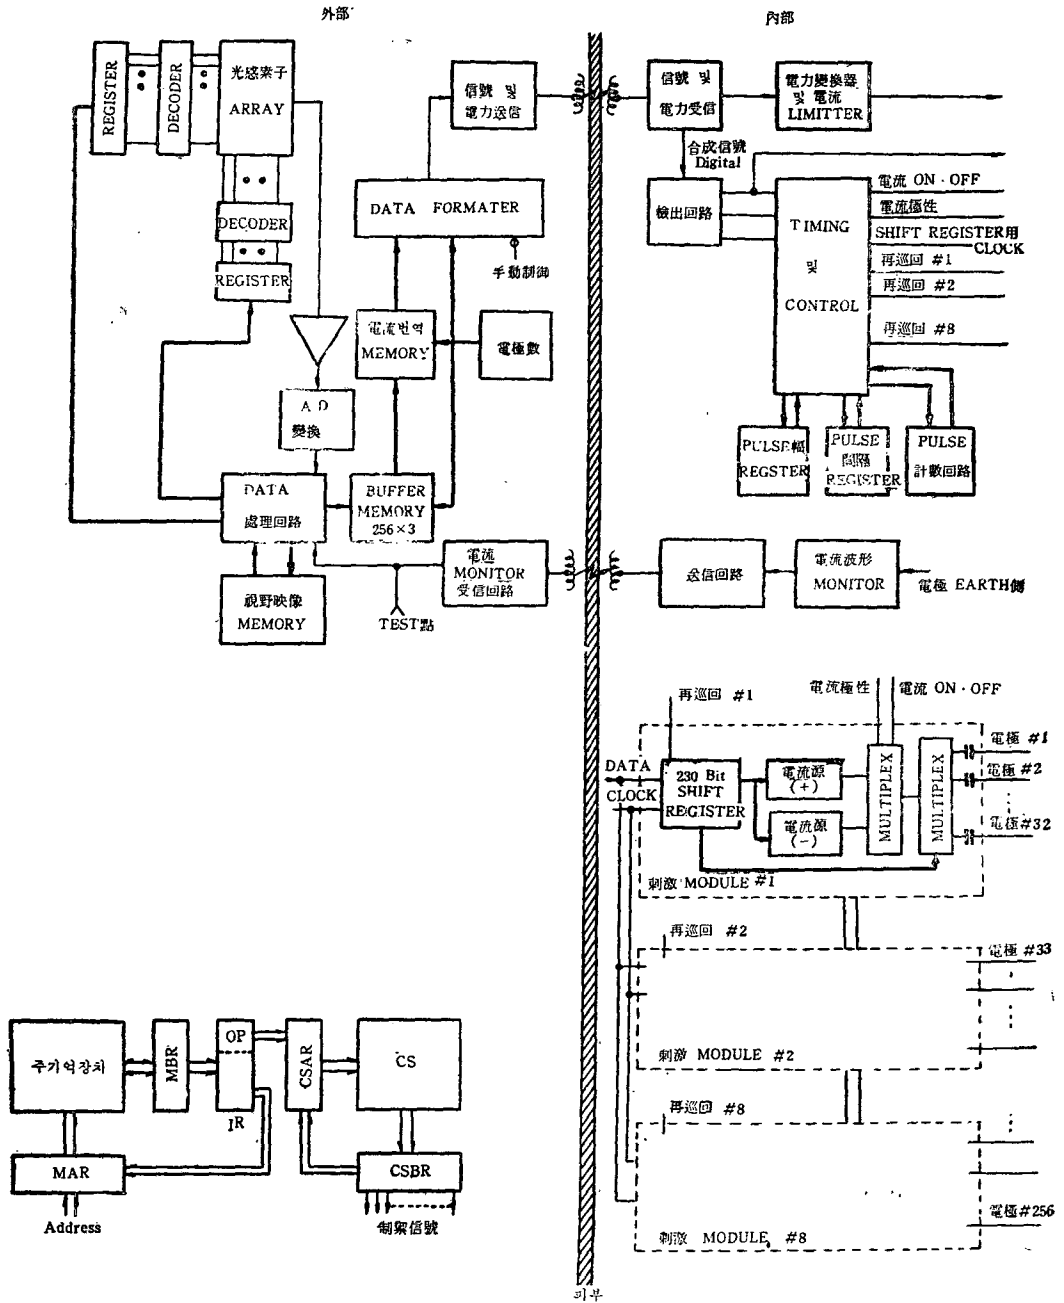 外部
內部
REGISTER
DECODER
光感素子
ARRAY
DECODER
REGISTER
信號 및
電力送信
DATA FORMATER
手動制御
電流번역
MEMORY
電極數
A/D
變換
DATA
處理回路
BUFFER
MEMORY
256×3
視野映像
MEMORY
電流
MONITOR
受信回路
TEST點
信號 및
電力受信
電力變換器
및 電流
LIMITTER
合成信號
Digital
檢出回路
TIMING
및
CONTROL
電流 ON·OFF
電流極性
SHIFT REGISTER用
CLOCK
再巡回 #1
再巡回 #2
再巡回 #8
PULSE幅
REGSTER
PULSE
間隔
REGISTER
PULSE
計數回路
送信回路
電流波形
MONITOR
電極 EARTH側
再巡回 #1
電流極性
電流 ON·OFF
DATA
CLOCK
230 Bit
SHIFT
REGISTER
電流源
(+)
電流源
(−)
MULTIPLEX
MULTIPLEX
電極 #1
電極 #2
電極#32
刺激 MODULE #1
再巡回 #2
電極 #33
刺激 MODULE #2
再巡回 #8
電極#256
刺激 MODULE #8
피부
주기억장치
MBR
OP
IR
CSAR
CS
MAR
CSBR
Address
制禦信號